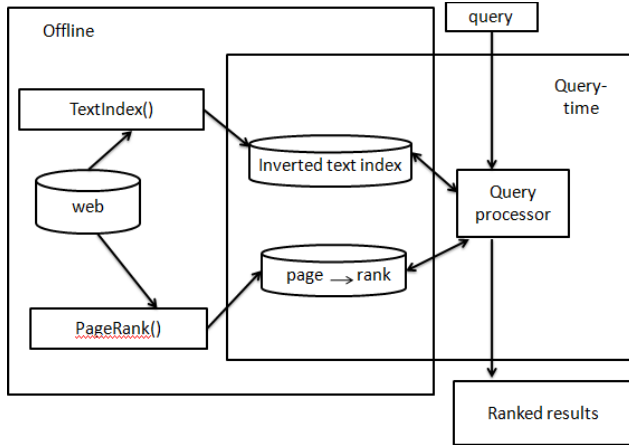 Offline
query
Query-
time
TextIndex()
Inverted text index
web
Query
processor
page → rank
PageRank()
Ranked results